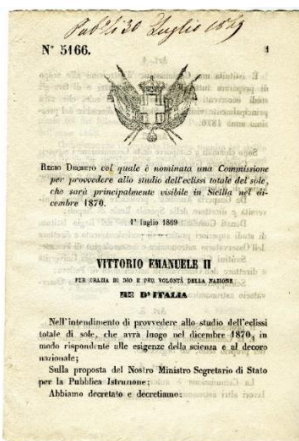 Pubb. li 30 Luglio 1869
N° 5166.
1
REGIO DECRETO col quale è nominata una Commissione
per provvedere allo studio dell'eclissi totale del sole,
che sarà principalmente visibile in Sicilia nel di-
cembre 1870.
1° luglio 1869
VITTORIO EMANUELE II
PER GRAZIA DI DIO E PER VOLONTÀ DELLA NAZIONE
RE D'ITALIA
Nell'intendimento di provvedere allo studio dell'eclissi
totale di sole, che avrà luogo nel dicembre 1870, in
modo rispondente alle esigenze della scienza e al decoro
nazionale;
Sulla proposta del Nostro Ministro Segretario di Stato
per la Pubblica Istruzione;
Abbiamo decretato e decretiamo: